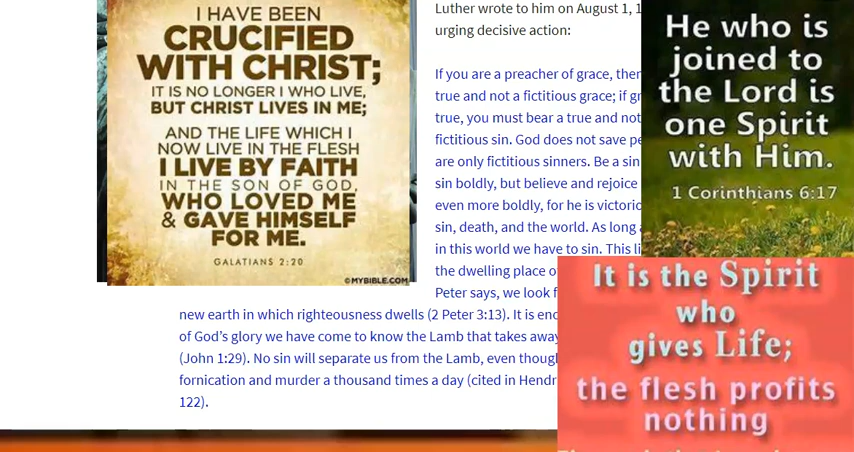 I HAVE BEEN
CRUCIFIED
WITH CHRIST;
IT IS NO LONGER I WHO LIVE,
BUT CHRIST LIVES IN ME;
AND THE LIFE WHICH I
NOW LIVE IN THE FLESH
I LIVE BY FAITH
IN THE SON OF GOD,
WHO LOVED ME
& GAVE HIMSELF
FOR ME.
GALATIANS 2:20
©MYBIBLE.COM
Luther wrote to him on August 1, 1
urging decisive action:
If you are a preacher of grace, then
true and not a fictitious grace; if gr
true, you must bear a true and not
fictitious sin. God does not save pe
are only fictitious sinners. Be a sin
sin boldly, but believe and rejoice
even more boldly, for he is victorio
sin, death, and the world. As long a
in this world we have to sin. This li
the dwelling place o
Peter says, we look f
new earth in which righteousness dwells (2 Peter 3:13). It is eno
of God's glory we have come to know the Lamb that takes away
(John 1:29). No sin will separate us from the Lamb, even though
fornication and murder a thousand times a day (cited in Hendr
122).
He who is
joined to
the Lord is
one Spirit
with Him.
1 Corinthians 6:17
It is the Spirit
who
gives Life;
the flesh profits
nothing